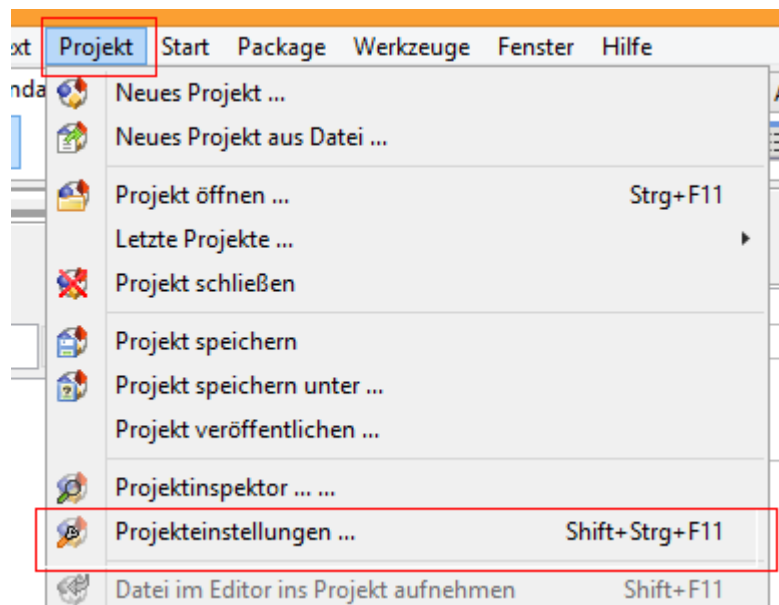 Projekt Start Package Werkzeuge Fenster Hilfe
Neues Projekt ...
Neues Projekt aus Datei ...
Projekt öffnen ... Strg+F11
Letzte Projekte ...
Projekt schließen
Projekt speichern
Projekt speichern unter ...
Projekt veröffentlichen ...
Projektinspektor ... ...
Projekteinstellungen ... Shift+Strg+F11
Datei im Editor ins Projekt aufnehmen Shift+F11